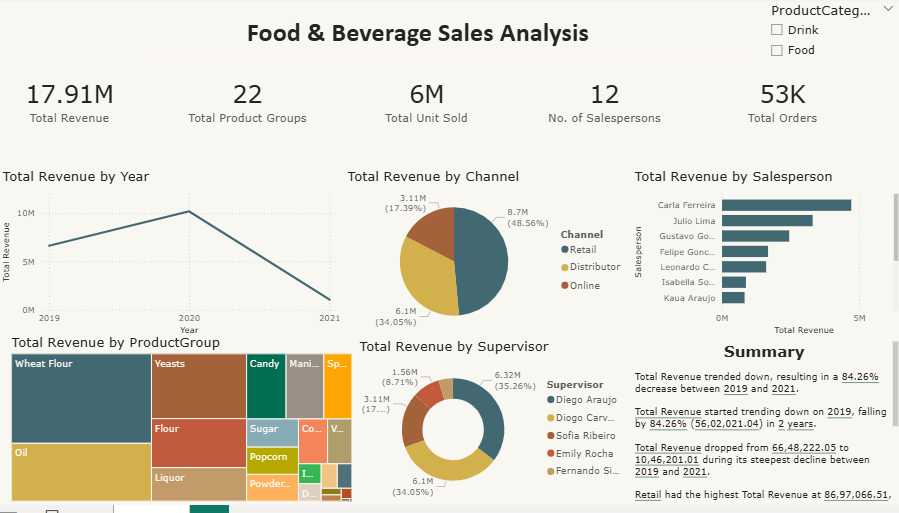 ProductCateg...
Food & Beverage Sales Analysis
Drink
Food
17.91M
Total Revenue
22
Total Product Groups
6M
Total Unit Sold
12
No. of Salespersons
53K
Total Orders
Total Revenue by Year
Total Revenue
10M
5M
0M
2019
2020
2021
Year
Total Revenue by Channel
3.11M
(17.39%)
8.7M
(48.56%)
6.1M
(34.05%)
Channel
Retail
Distributor
Online
Total Revenue by Salesperson
Salesperson
Carla Ferreira
Julio Lima
Gustavo Go...
Felipe Gonc...
Leonardo C...
Isabella So...
Kaua Araujo
0M
5M
Total Revenue
Total Revenue by ProductGroup
Wheat Flour
Oil
Yeasts
Flour
Liquor
Candy
Mani...
Sp...
Sugar
Popcorn
Powder...
Co...
V...
I...
D...
Total Revenue by Supervisor
1.56M
(8.71%)
6.32M
(35.26%)
3.11M
(17....)
6.1M
(34.05%)
Supervisor
Diego Araujo
Diogo Carv...
Sofia Ribeiro
Emily Rocha
Fernando Si...
Summary
Total Revenue trended down, resulting in a 84.26%
decrease between 2019 and 2021.
Total Revenue started trending down on 2019, falling
by 84.26% (56,02,021.04) in 2 years.
Total Revenue dropped from 66,48,222.05 to
10,46,201.01 during its steepest decline between
2019 and 2021.
Retail had the highest Total Revenue at 86,97,066.51,